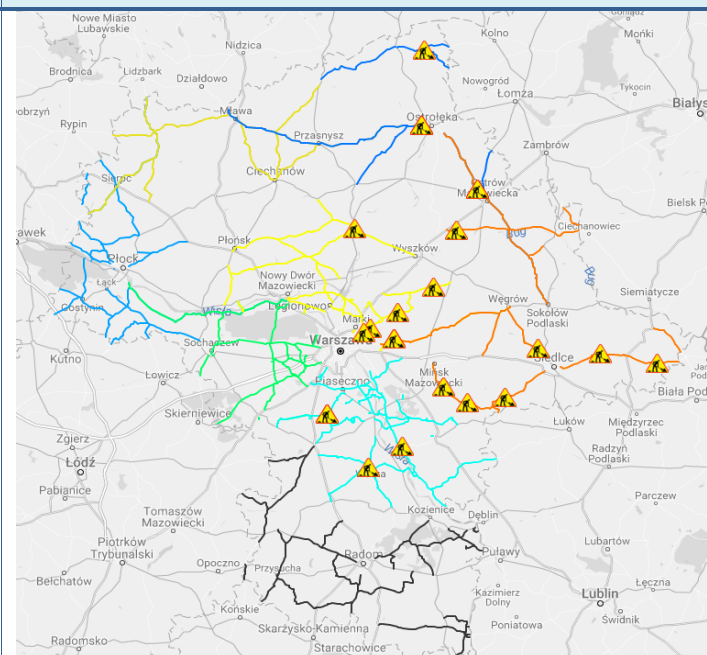 Nowe Miasto
Lubawskie
Kolno
Mońki
Nidzica
Brodnica
Lidzbark
Działdowo
Nowogród
Łomża
Tykocin
Rypin
Mława
Ostrołęka
Przasnysz
Zambrów
Ciechanów
Sierpc
Ciechanowiec
Bielsk
Płońsk
Wyszków
Bug
Płock
Nowy Dwór
Mazowiecki
Bug
Łąck
Siemiatycze
Gostynin
Wisła
Legionowo
Węgrów
Sokołów
Podlaski
Marki
Sochaczew
Warszawa
Kutno
Siedlce
Łowicz
Piaseczno
Mińsk
Mazowiecki
Biała
Skierniewice
Międzyrzec
Podlaski
Łuków
Zgierz
Radzyń
Podlaski
Łódź
Wisła
Pabianice
Parczew
Tomaszów
Mazowiecki
Kozienice
Dęblin
Piotrków
Trybunalski
Radom
Puławy
Lubartów
Opoczno
Przysucha
Bełchatów
Kazimierz
Dolny
Lublin
Łęczna
Końskie
Świdnik
Poniatowa
Skarżysko-Kamienna
Radomsko
Starachowice